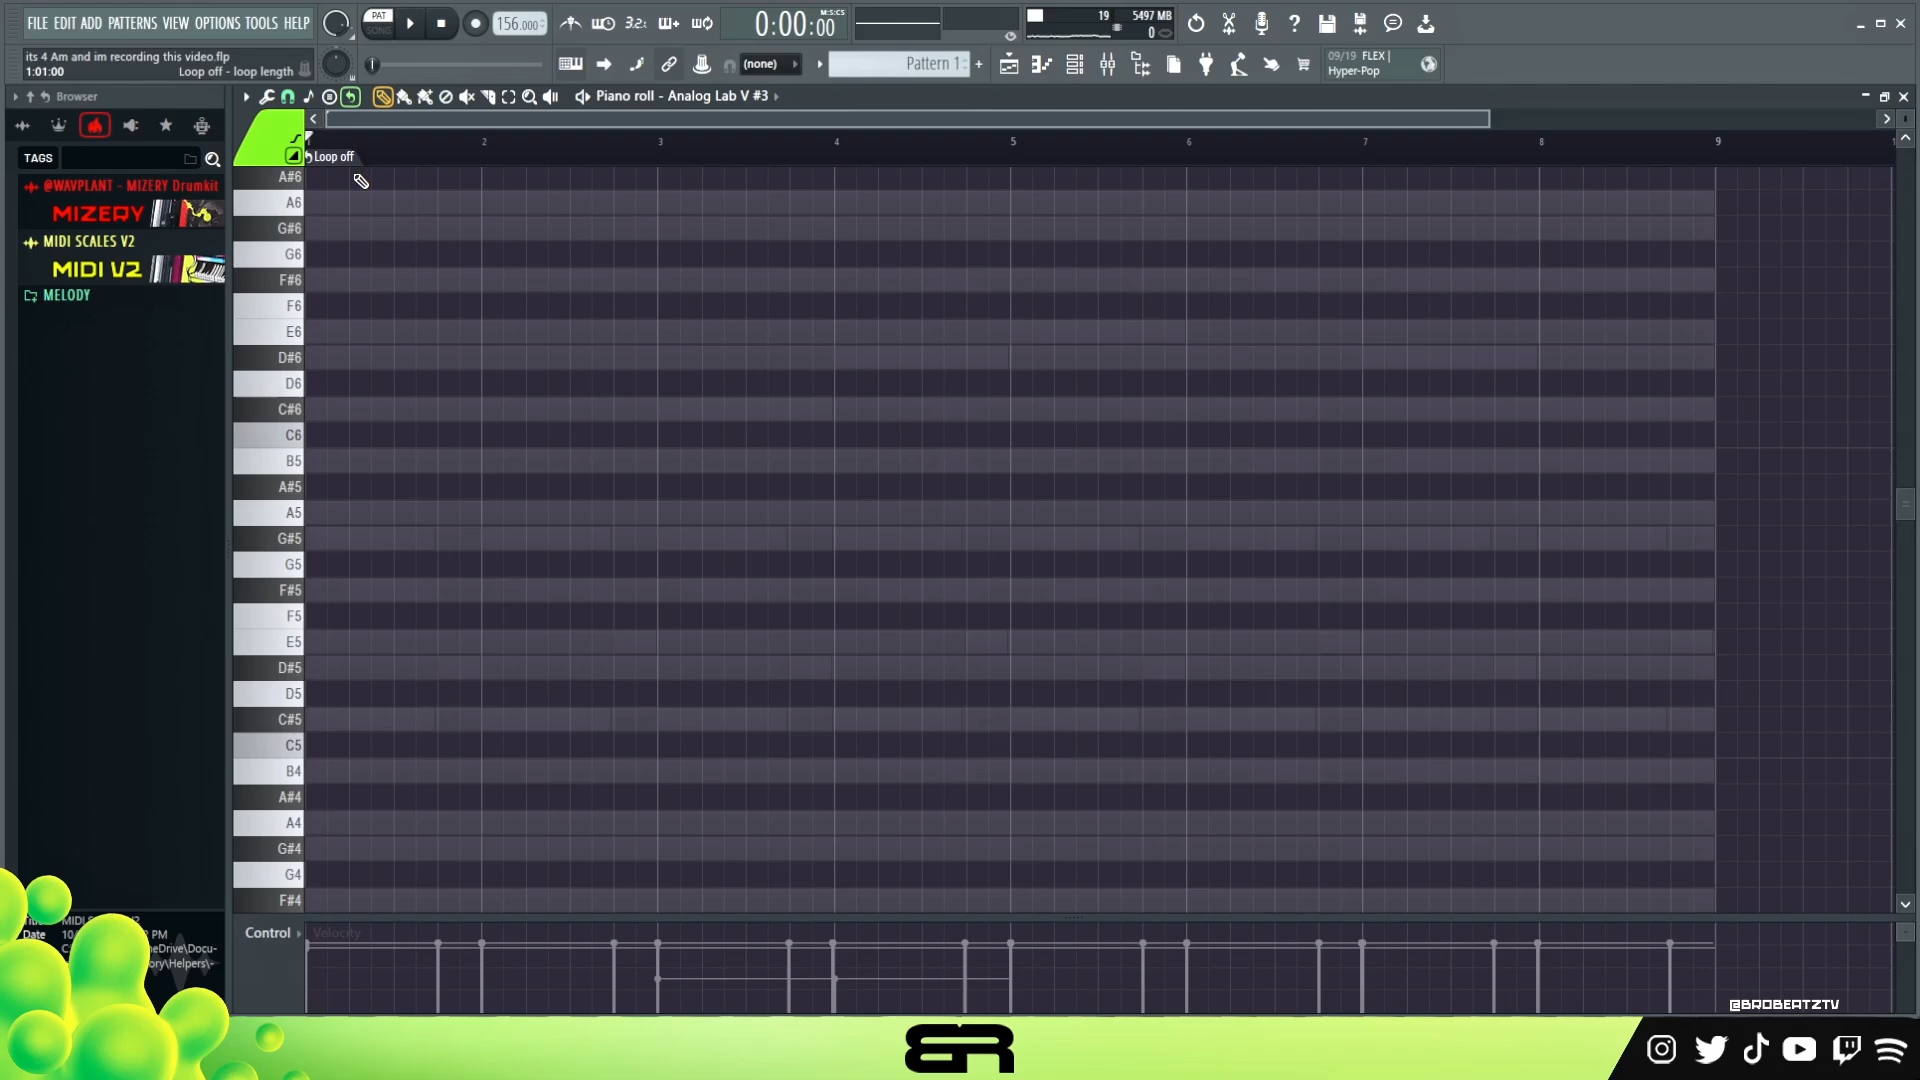 FILE EDIT ADD PATTERNS VIEW OPTIONS TOOLS HELP
PAT
SONG
156.000
3.2.
0:00:00
M:S:CS
19
5497 MB
0
its 4 Am and im recording this video.flp
1:01:00
Loop off - loop length
(none)
Pattern 1
+
09/19 FLEX |
Hyper-Pop
Browser
Piano roll - Analog Lab V #3
TAGS
@WAVPLANT - MIZERY Drumkit
MIZERY
MIDI SCALES V2
MIDI V2
MELODY
2 3 4 5 6 7 8 9
Loop off
A#6
A6
G#6
G6
F#6
F6
E6
D#6
D6
C#6
C6
B5
A#5
A5
G#5
G5
F#5
F5
E5
D#5
D5
C#5
C5
B4
A#4
A4
G#4
G4
F#4
Control
Velocity
Date
@BROBEATZTV
BR